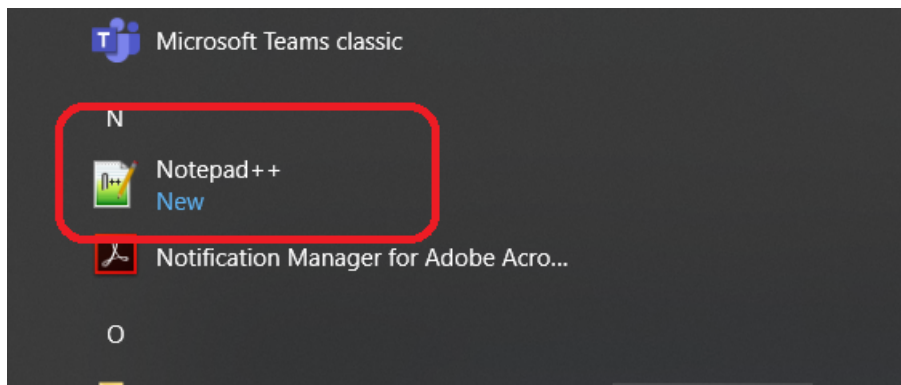 Microsoft Teams classic
N
Notepad++
New
Notification Manager for Adobe Acro...
O